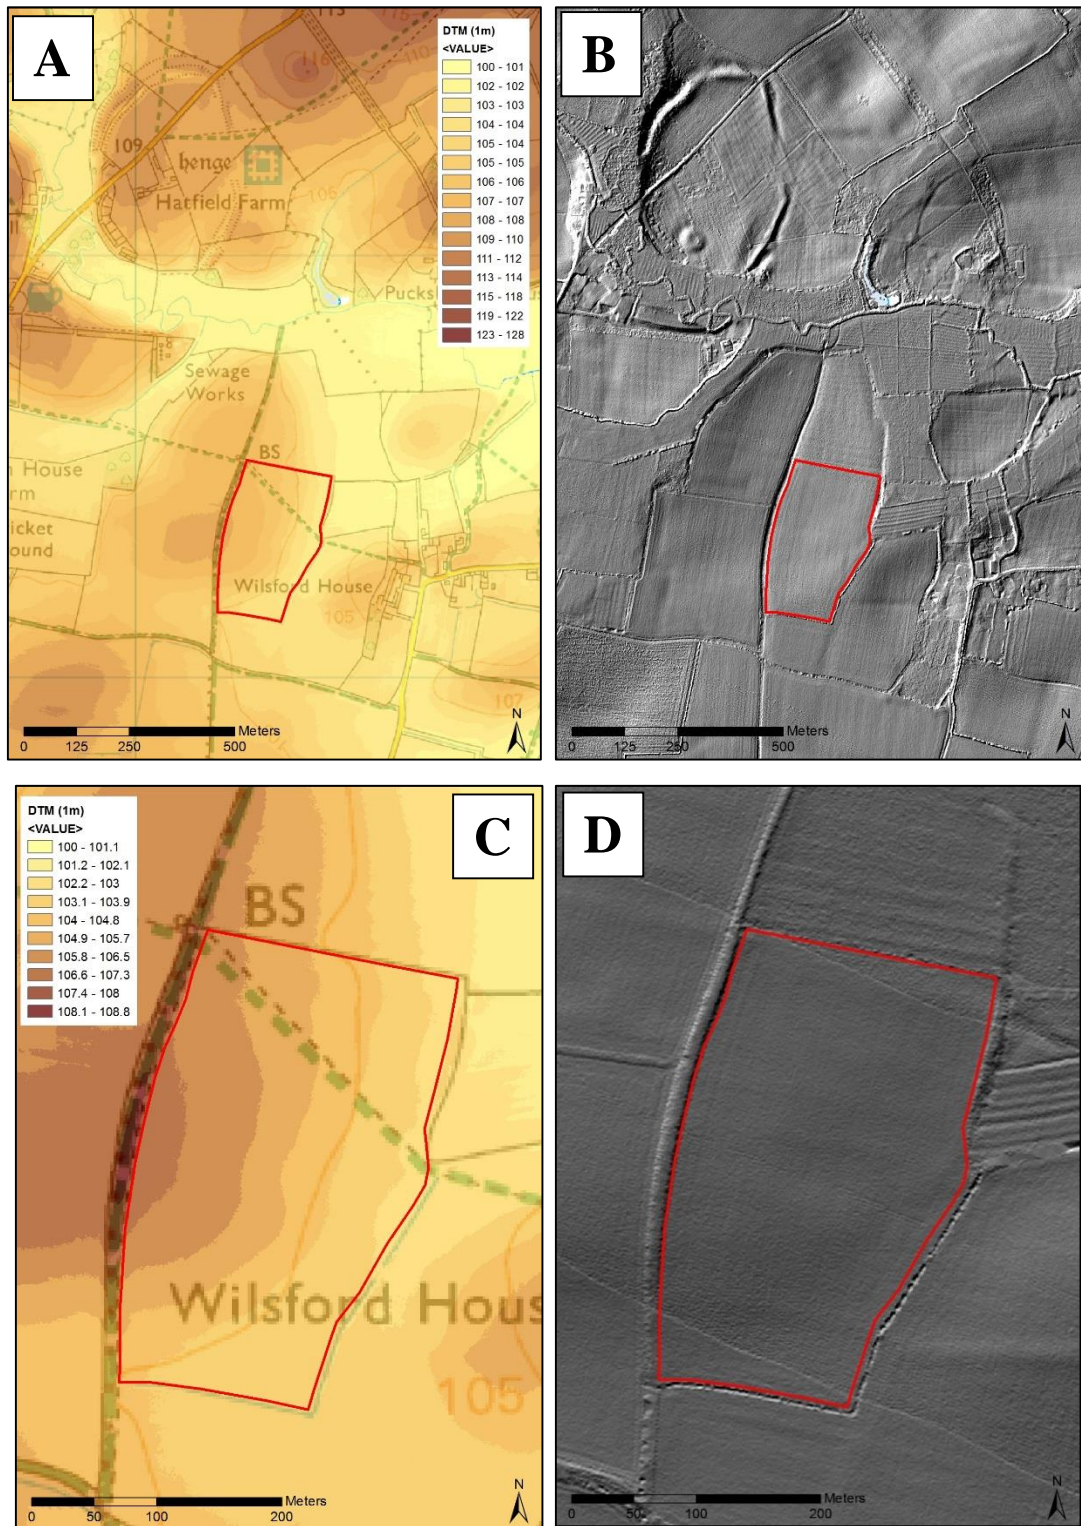 A
DTM (1m)
<VALUE>
100 - 101
102 - 102
103 - 103
104 - 104
105 - 104
105 - 105
106 - 106
107 - 107
108 - 108
109 - 110
111 - 112
113 - 114
115 - 118
119 - 122
123 - 128
115
110
116
109
henge
106
Hatfield Farm
Pucksh
Sewage
Works
BS
n House
arm
icket
ound
Wilsford House
105
107
Meters
0 125 250 500
N
B
Meters
0 125 250 500
N
DTM (1m)
<VALUE>
100 - 101.1
101.2 - 102.1
102.2 - 103
103.1 - 103.9
104 - 104.8
104.9 - 105.7
105.8 - 106.5
106.6 - 107.3
107.4 - 108
108.1 - 108.8
C
BS
Wilsford Hous
105
Meters
0 50 100 200
N
D
Meters
0 50 100 200
N